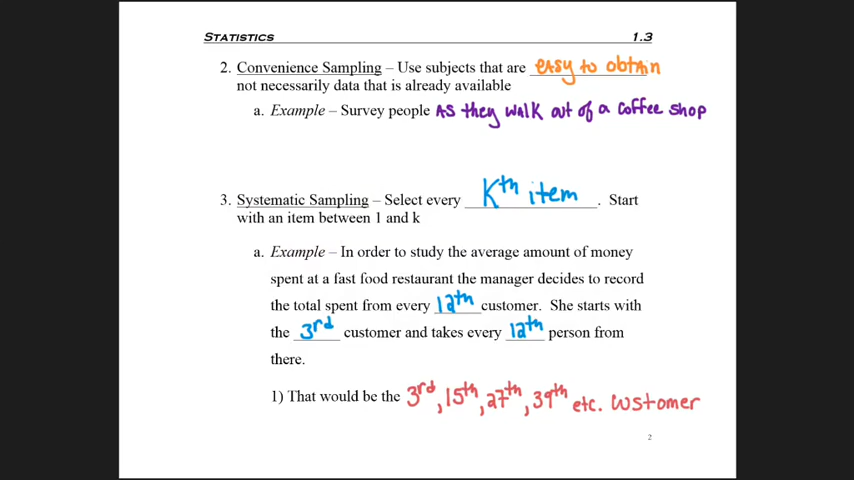 STATISTICS 1.3
2. Convenience Sampling – Use subjects that are easy to obtain
not necessarily data that is already available
a. Example – Survey people as they walk out of a coffee shop
3. Systematic Sampling – Select every Kth item. Start
with an item between 1 and k
a. Example – In order to study the average amount of money
spent at a fast food restaurant the manager decides to record
the total spent from every 12th customer. She starts with
the 3rd customer and takes every 12th person from
there.
1) That would be the 3rd, 15th, 27th, 39th etc. customer
2